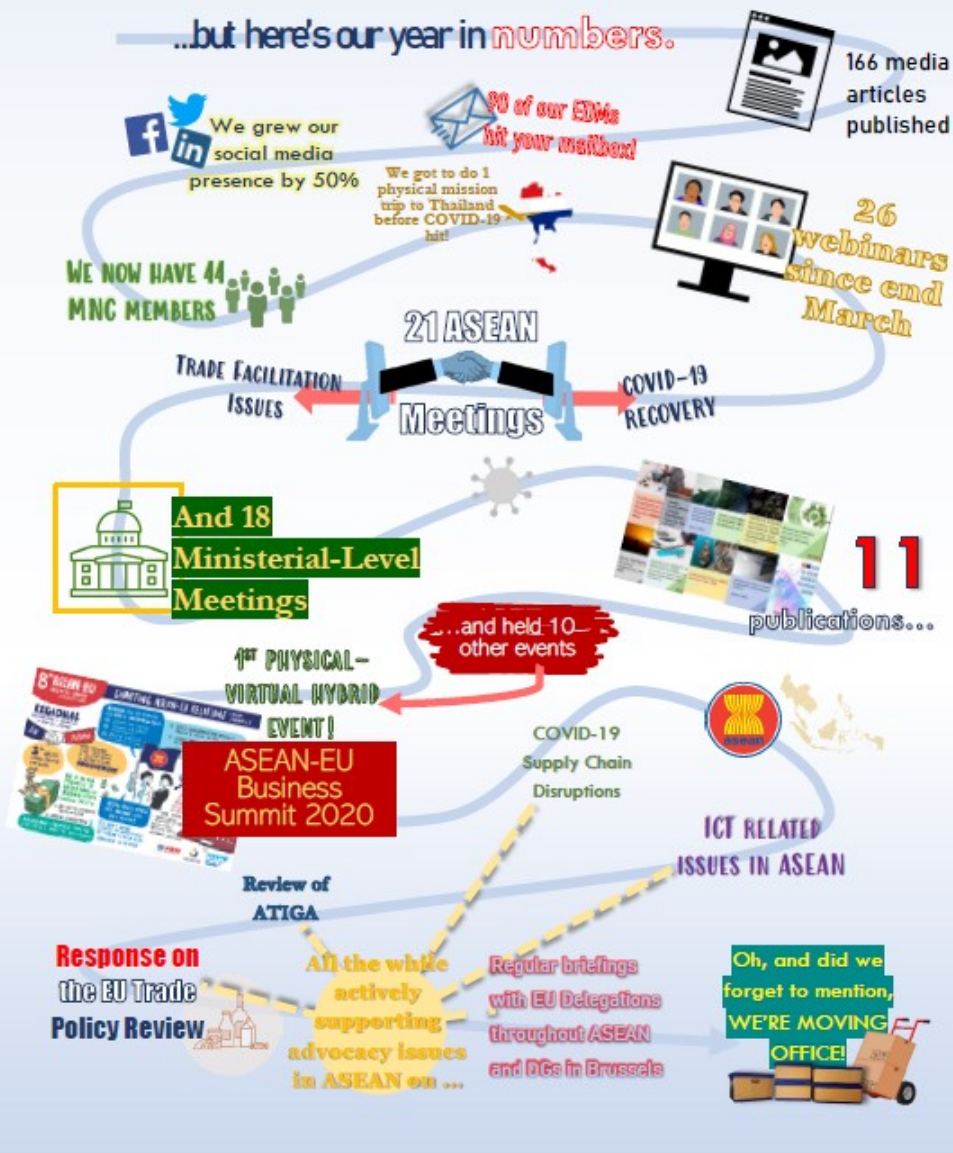 ...but here's our year in numbers.
166 media
articles
published
90 of our EDMs
hit your mailbox!
We grew our
social media
presence by 50%
We got to do 1
physical mission
trip to Thailand
before COVID-19
hit!
26
webinars
since end
March
WE NOW HAVE 44
MNC MEMBERS
21 ASEAN
Meetings
TRADE FACILITATION
ISSUES
COVID-19
RECOVERY
And 18
Ministerial-Level
Meetings
11
publications...
...and held 10
other events
1ST PHYSICAL-
VIRTUAL HYBRID
EVENT!
8th ASEAN-EU
REGIONAL
ASEAN-EU
Business
Summit 2020
SAP
asean
COVID-19
Supply Chain
Disruptions
ICT RELATED
ISSUES IN ASEAN
Review of
ATIGA
Response on
the EU Trade
Policy Review
All the while
actively
supporting
advocacy issues
in ASEAN on ...
Regular briefings
with EU Delegations
throughout ASEAN
and DGs in Brussels
Oh, and did we
forget to mention,
WE'RE MOVING
OFFICE!